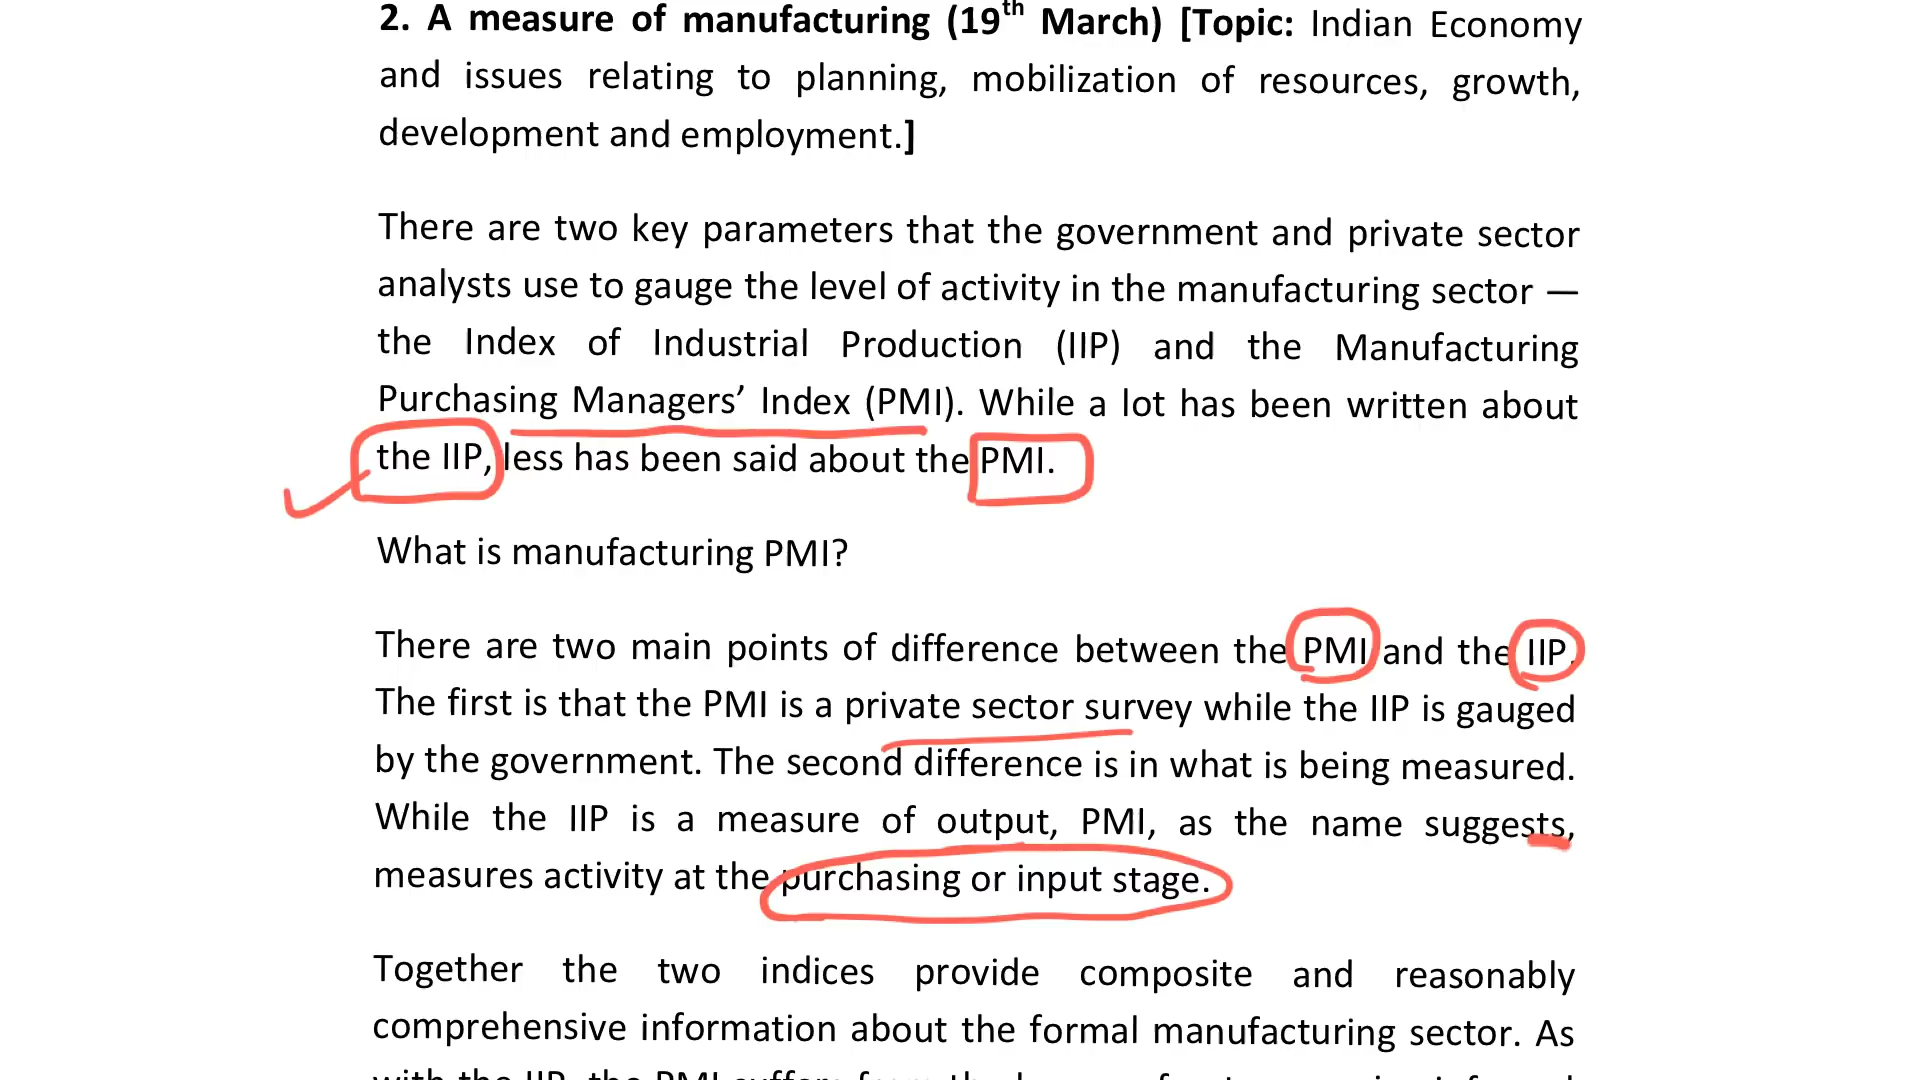 2. A measure of manufacturing (19th March) [Topic: Indian Economy
and issues relating to planning, mobilization of resources, growth,
development and employment.]
There are two key parameters that the government and private sector
analysts use to gauge the level of activity in the manufacturing sector —
the Index of Industrial Production (IIP) and the Manufacturing
Purchasing Managers’ Index (PMI). While a lot has been written about
the IIP, less has been said about the PMI.
What is manufacturing PMI?
There are two main points of difference between the PMI and the IIP.
The first is that the PMI is a private sector survey while the IIP is gauged
by the government. The second difference is in what is being measured.
While the IIP is a measure of output, PMI, as the name suggests,
measures activity at the purchasing or input stage.
Together the two indices provide composite and reasonably
comprehensive information about the formal manufacturing sector. As
with the IIP, the PMI suffers from the